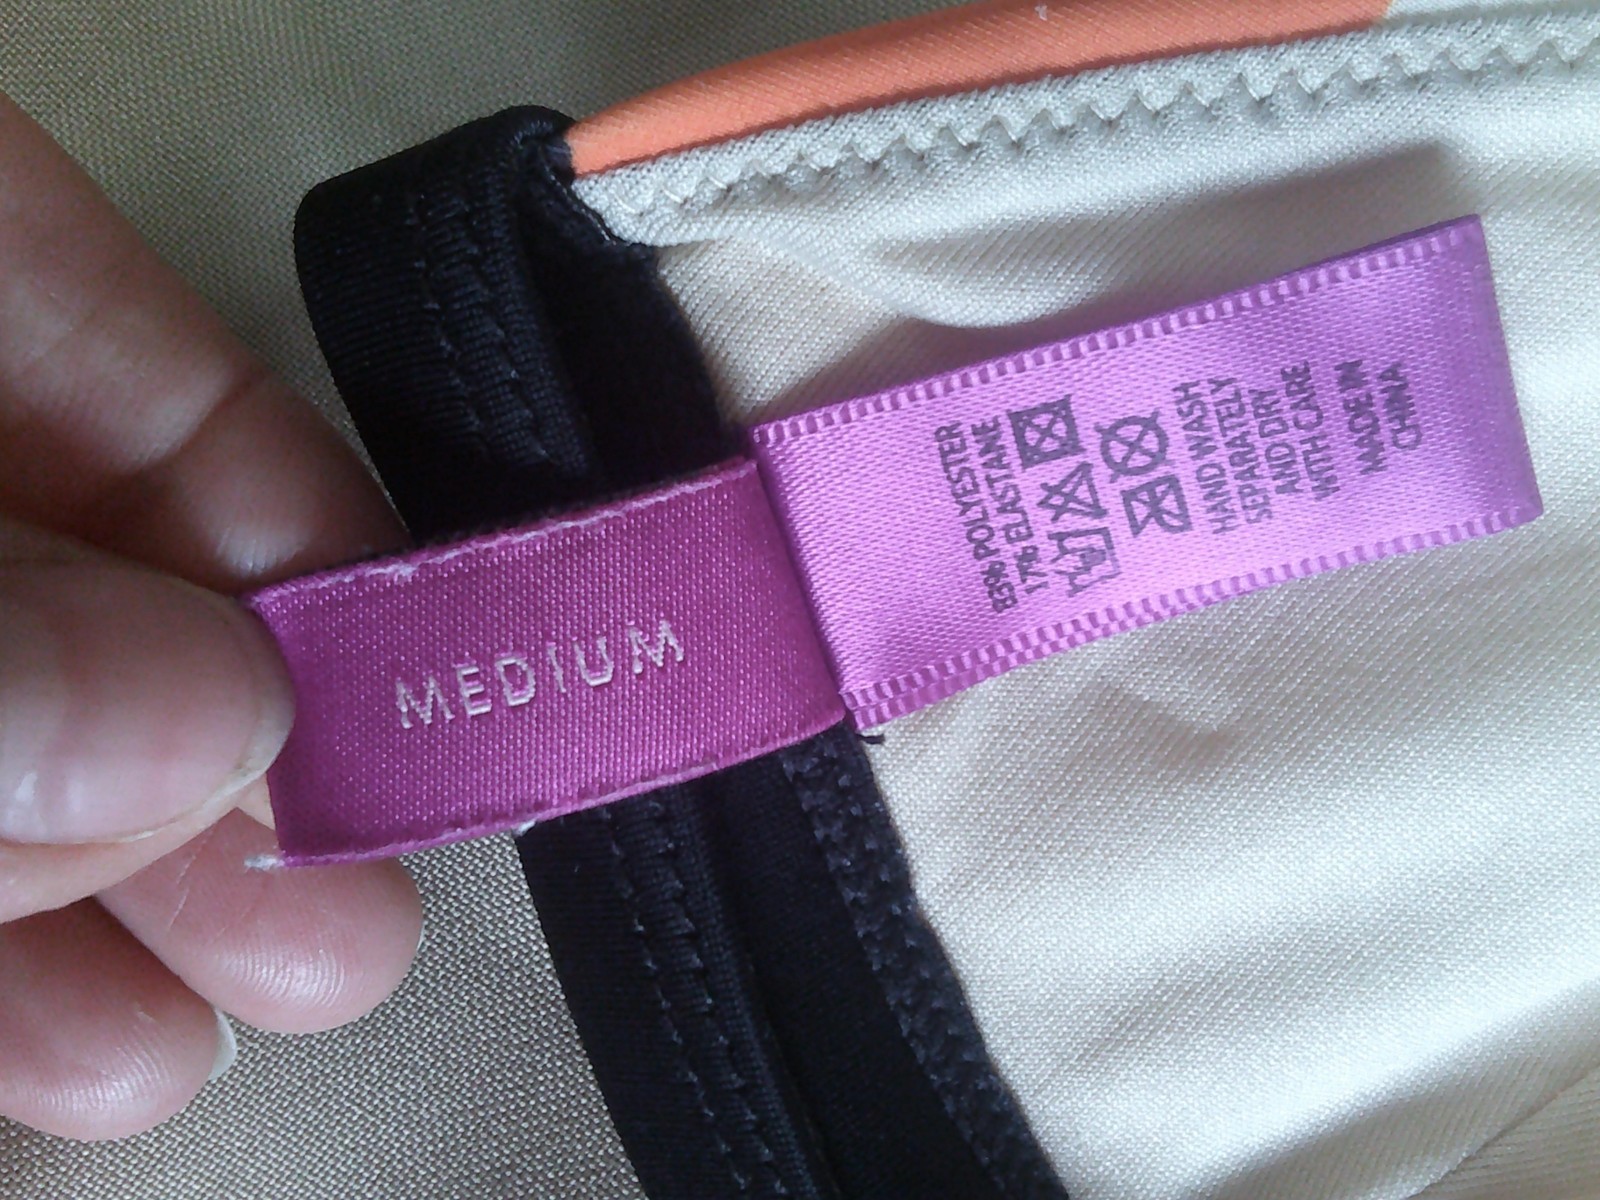 MEDIUM
83% POLYESTER
17% ELASTANE
HAND WASH
SEPARATELY
AND DRY
WITH CARE
MADE IN
CHINA